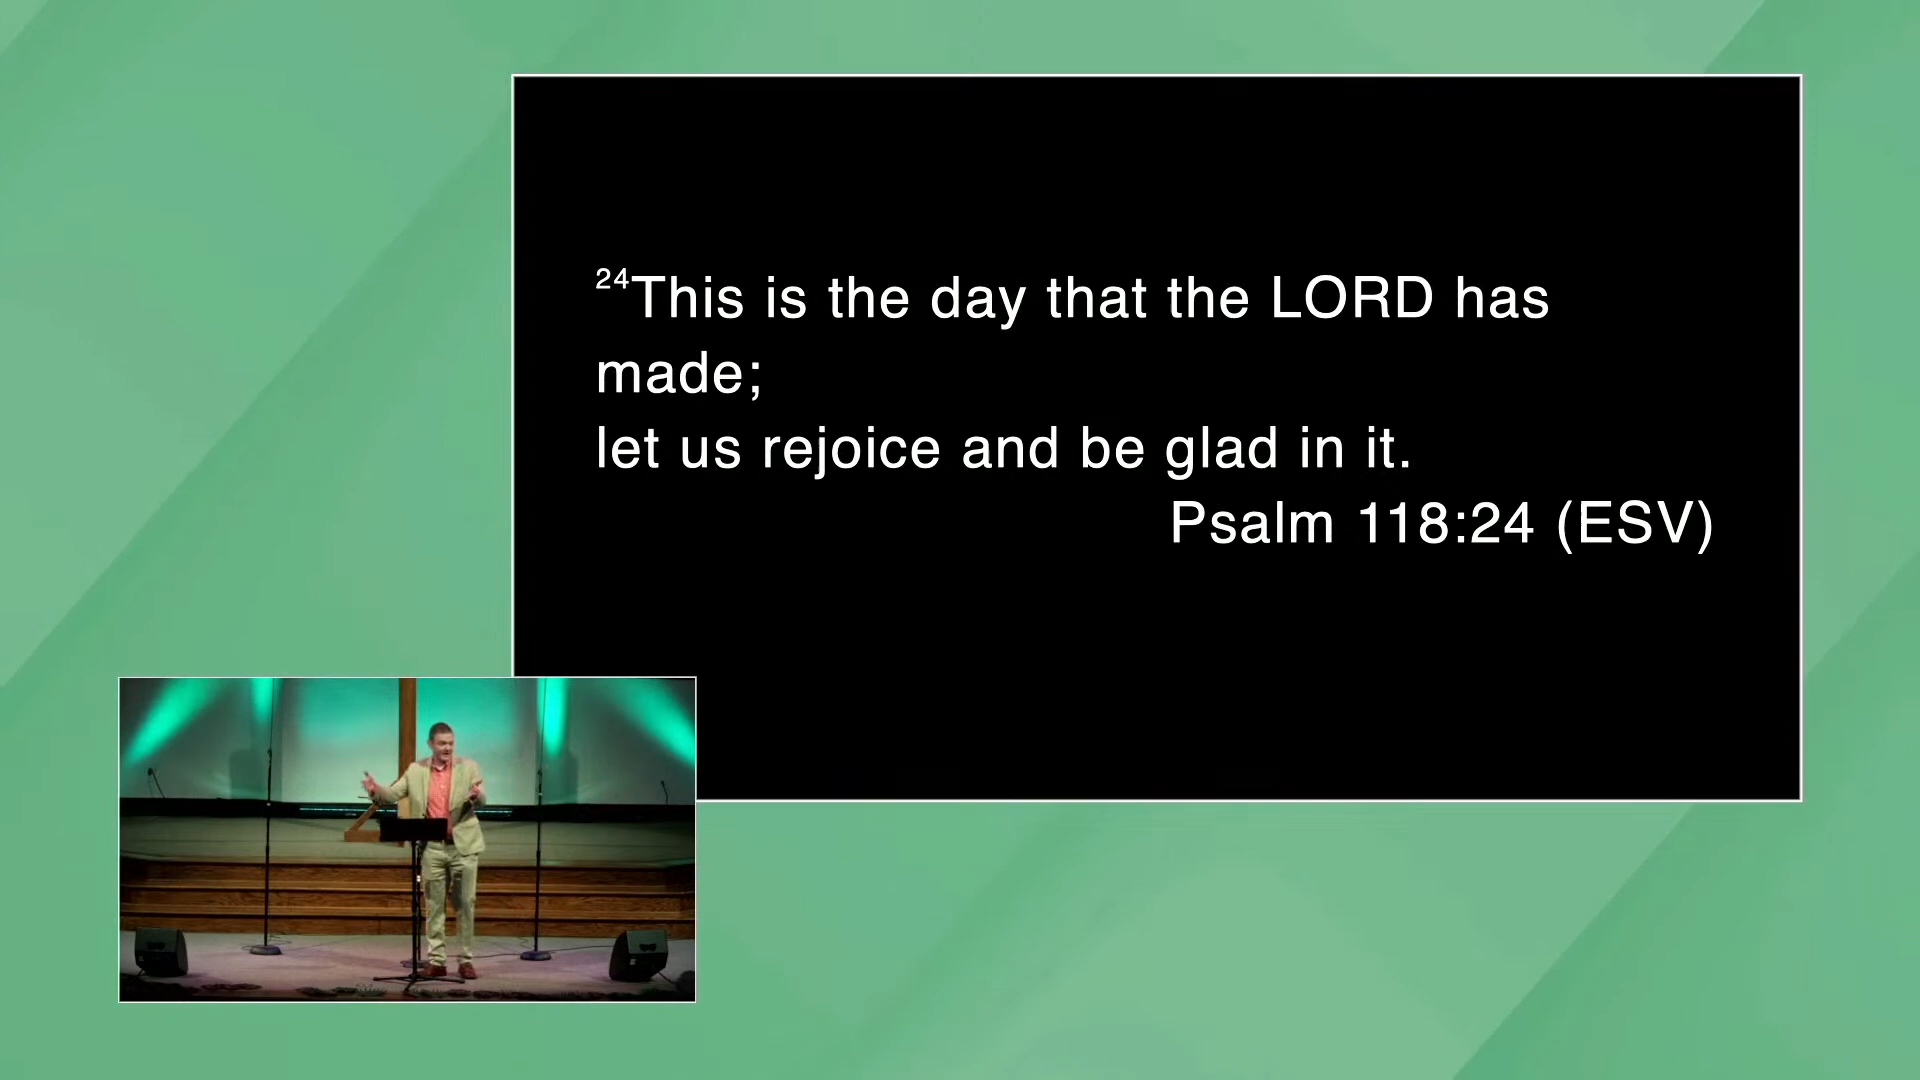 24This is the day that the LORD has
made;
let us rejoice and be glad in it.
Psalm 118:24 (ESV)